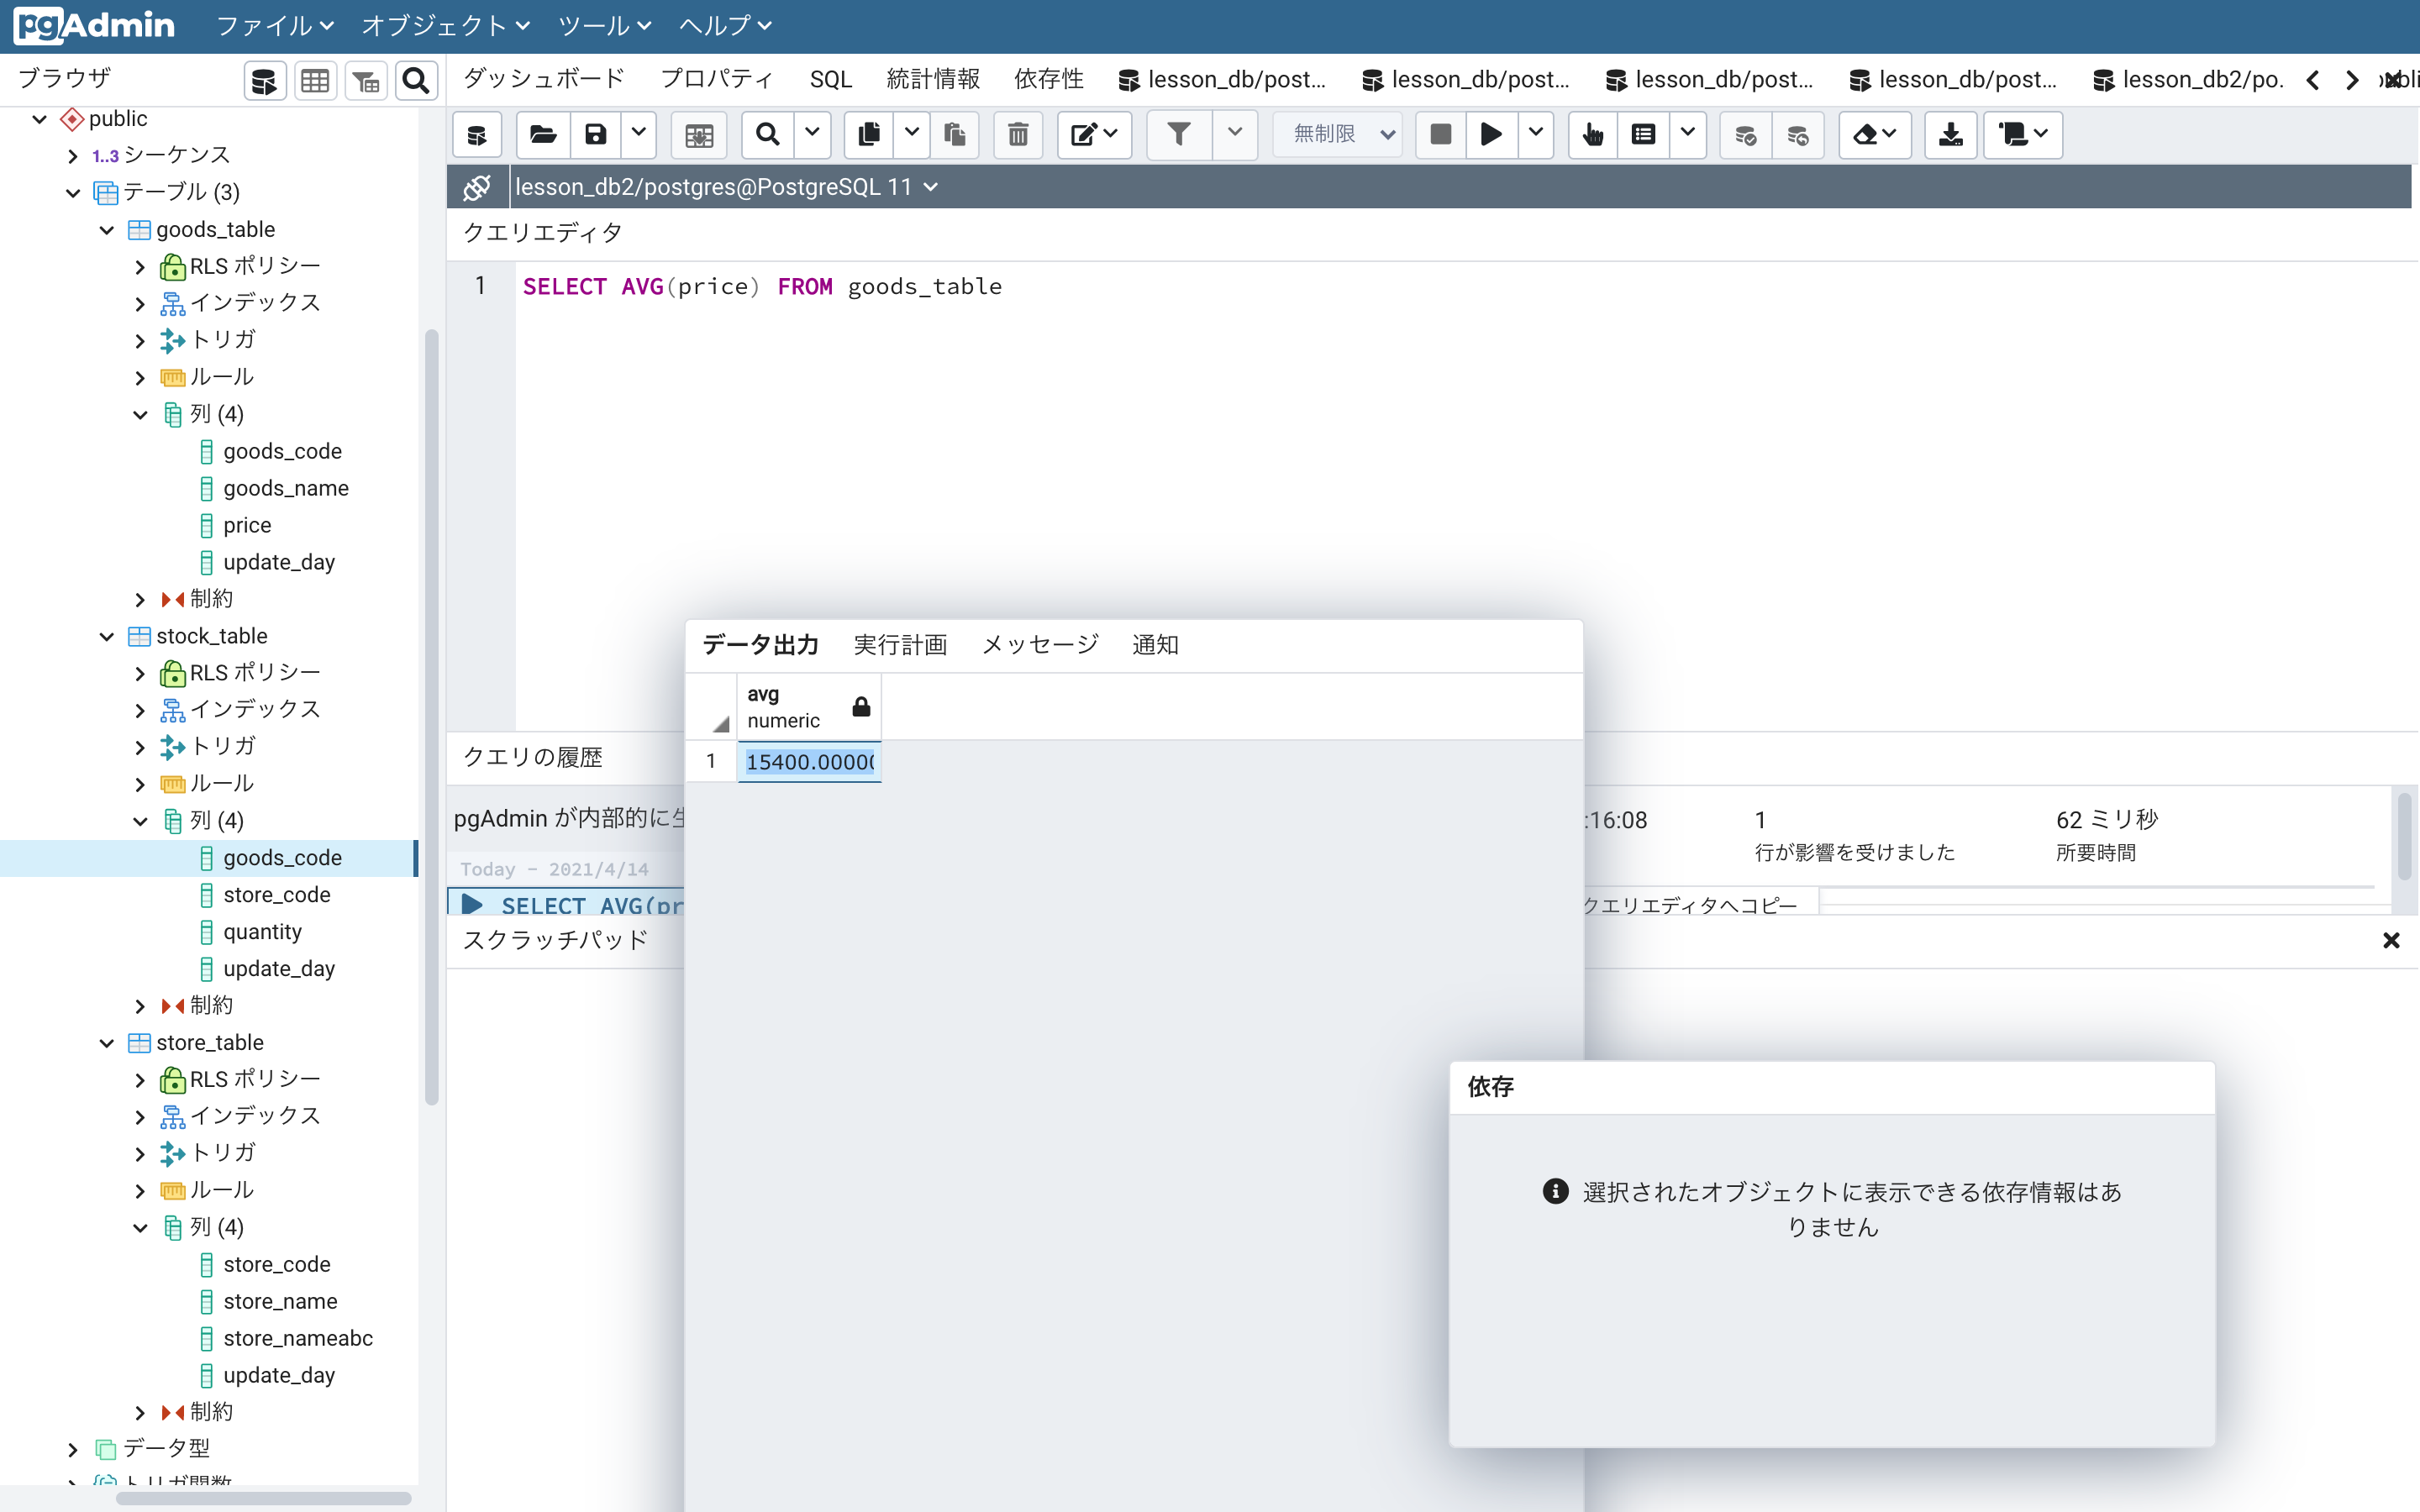 pgAdmin ファイル オブジェクト ツール ヘルプ
ブラウザ
ダッシュボード プロパティ SQL 統計情報 依存性 lesson_db/post... lesson_db/post... lesson_db/post... lesson_db/post... lesson_db2/po.
public
1..3 シーケンス
テーブル (3)
goods_table
RLS ポリシー
インデックス
トリガ
ルール
列 (4)
goods_code
goods_name
price
update_day
制約
stock_table
RLS ポリシー
インデックス
トリガ
ルール
列 (4)
goods_code
store_code
quantity
update_day
制約
store_table
RLS ポリシー
インデックス
トリガ
ルール
列 (4)
store_code
store_name
store_nameabc
update_day
制約
データ型
トリガ関数
無制限
lesson_db2/postgres@PostgreSQL 11
クエリエディタ
1 SELECT AVG(price) FROM goods_table
データ出力 実行計画 メッセージ 通知
avg
numeric
1 15400.0000
クエリの履歴
pgAdmin が内部的に生
:16:08 1 62 ミリ秒
行が影響を受けました 所要時間
Today - 2021/4/14
SELECT AVG(pr
クエリエディタへコピー
スクラッチパッド
依存
選択されたオブジェクトに表示できる依存情報はあ
りません